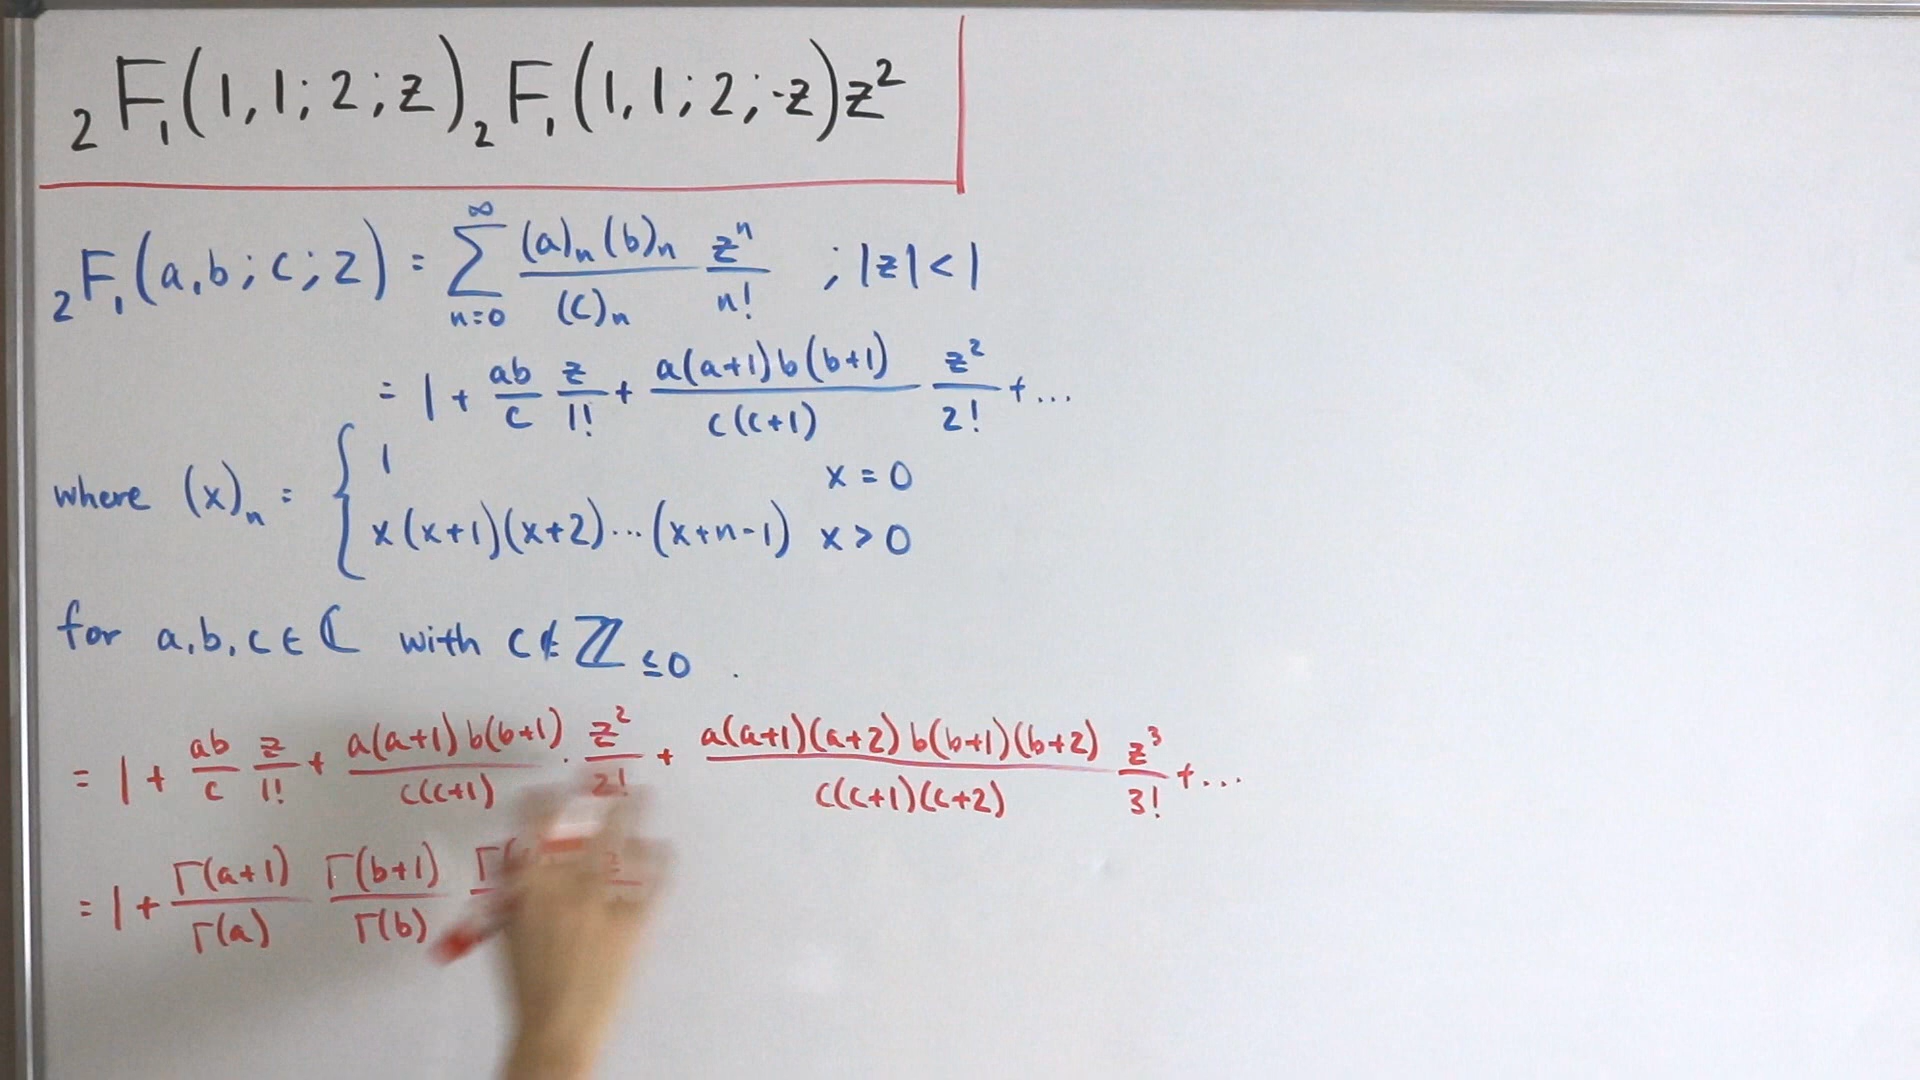 ₂F₁(1,1;2;z) ₂F₁(1,1;2;-z)z²
₂F₁(a,b;c;z) = ∑_{n=0}^{∞} (a)ₙ(b)ₙ/(c)ₙ zⁿ/n! ; |z|<1
= 1 + ab/c z/1! + a(a+1)b(b+1)/c(c+1) z²/2! + ...
where (x)ₙ = { 1 x = 0
x(x+1)(x+2)...(x+n-1) x > 0
for a,b,c ∈ ℂ with c ∉ ℤ_{≤0} .
= 1 + ab/c z/1! + a(a+1)b(b+1)/c(c+1) · z²/2! + a(a+1)(a+2)b(b+1)(b+2)/c(c+1)(c+2) z³/3! + ...
= 1 + Γ(a+1)/Γ(a) Γ(b+1)/Γ(b)